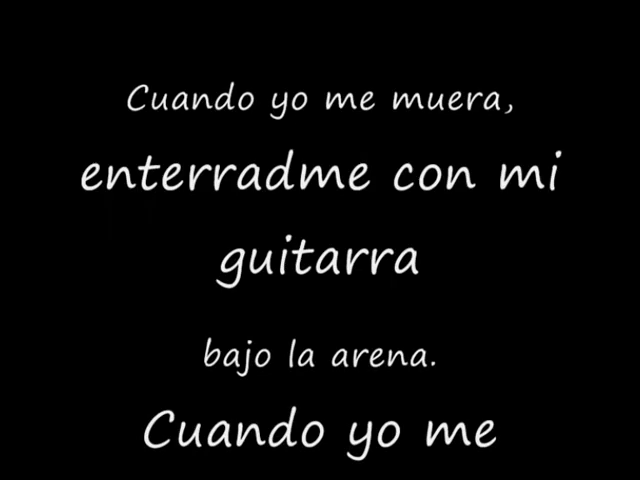 Cuando yo me muera,
enterradme con mi
guitarra
bajo la arena.
Cuando yo me